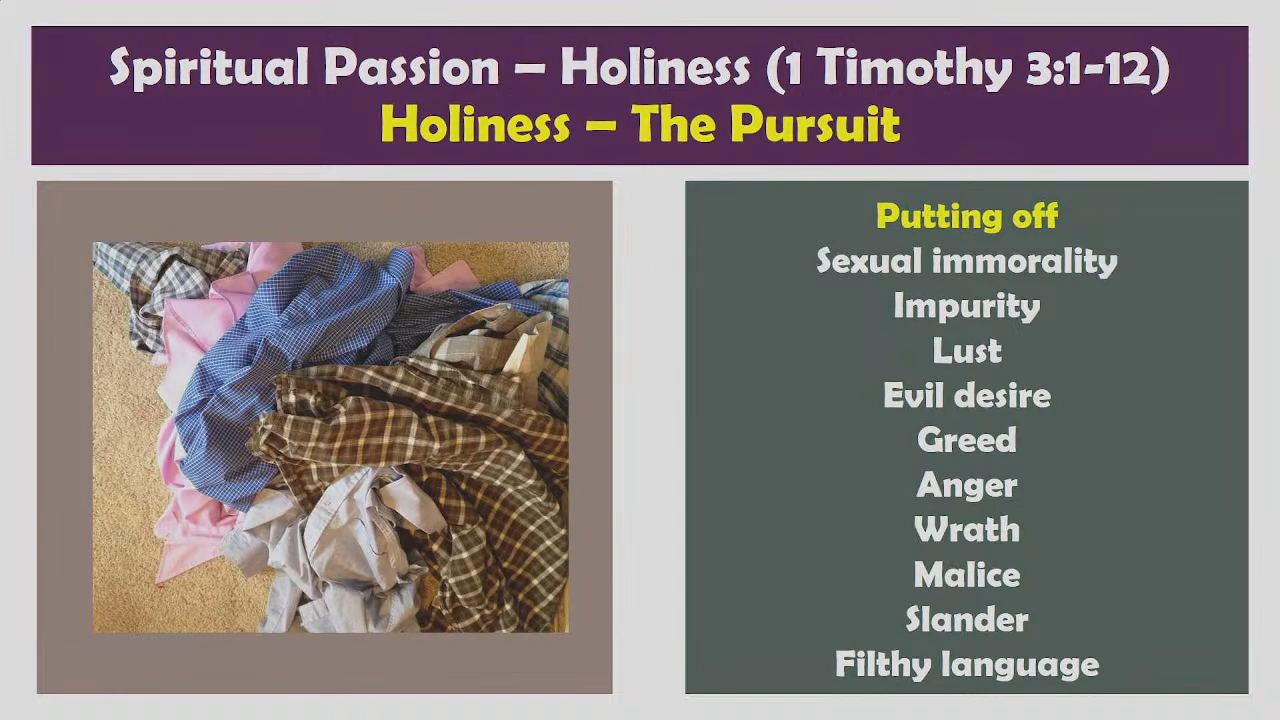 Spiritual Passion – Holiness (1 Timothy 3:1-12)
Holiness – The Pursuit
Putting off
Sexual immorality
Impurity
Lust
Evil desire
Greed
Anger
Wrath
Malice
Slander
Filthy language